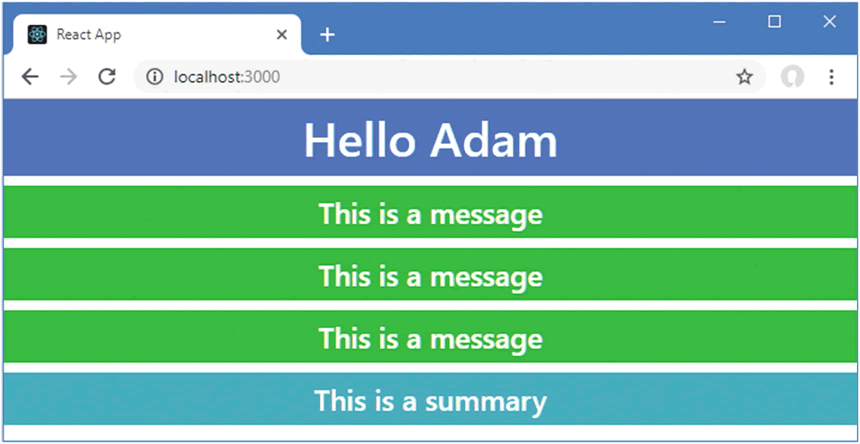 React App
localhost:3000
Hello Adam
This is a message
This is a message
This is a message
This is a summary